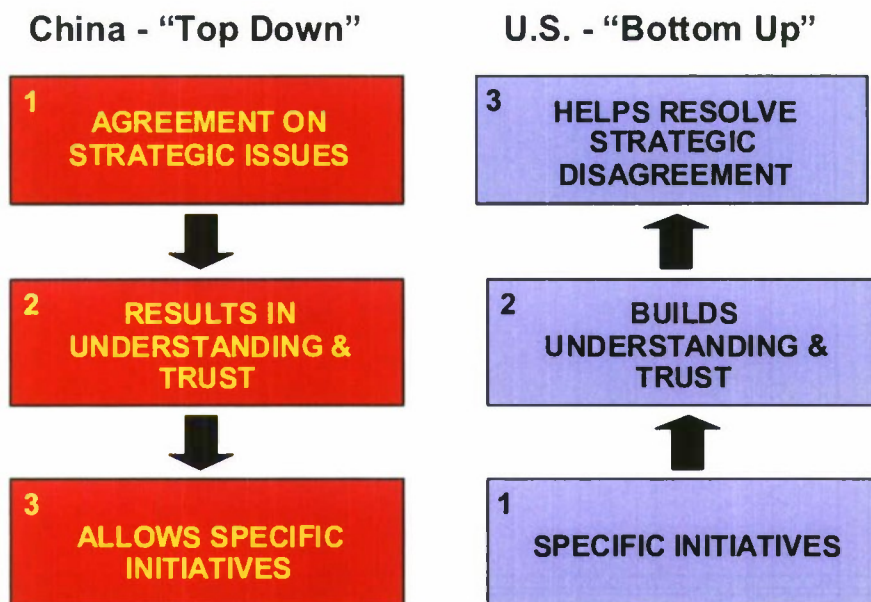 China - “Top Down”
1
AGREEMENT ON
STRATEGIC ISSUES
2
RESULTS IN
UNDERSTANDING &
TRUST
3
ALLOWS SPECIFIC
INITIATIVES
U.S. - “Bottom Up”
3
HELPS RESOLVE
STRATEGIC
DISAGREEMENT
2
BUILDS
UNDERSTANDING &
TRUST
1
SPECIFIC INITIATIVES